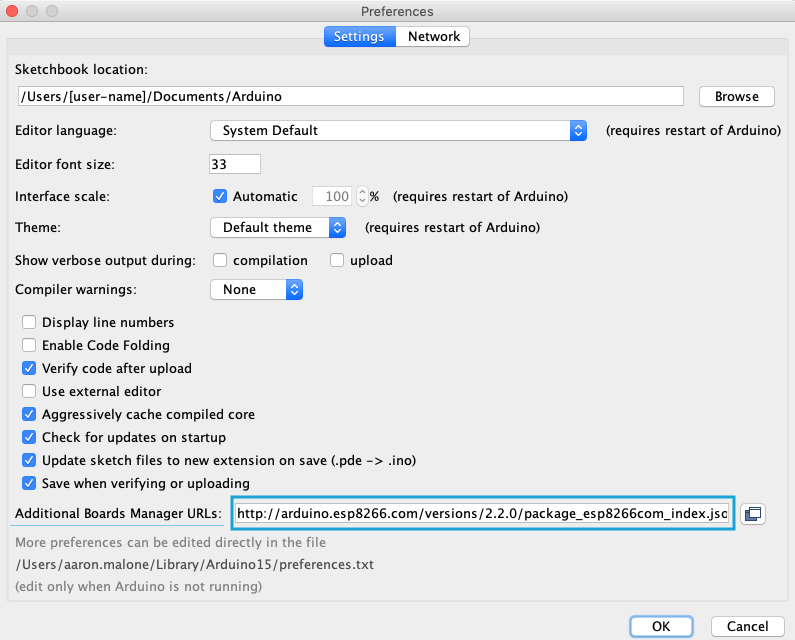 Preferences
Settings Network
Sketchbook location:
/Users/[user-name]/Documents/Arduino Browse
Editor language: System Default (requires restart of Arduino)
Editor font size: 33
Interface scale: Automatic 100 % (requires restart of Arduino)
Theme: Default theme (requires restart of Arduino)
Show verbose output during: compilation upload
Compiler warnings: None
Display line numbers
Enable Code Folding
Verify code after upload
Use external editor
Aggressively cache compiled core
Check for updates on startup
Update sketch files to new extension on save (.pde -> .ino)
Save when verifying or uploading
Additional Boards Manager URLs: http://arduino.esp8266.com/versions/2.2.0/package_esp8266com_index.jso
More preferences can be edited directly in the file
/Users/aaron.malone/Library/Arduino15/preferences.txt
(edit only when Arduino is not running)
OK Cancel